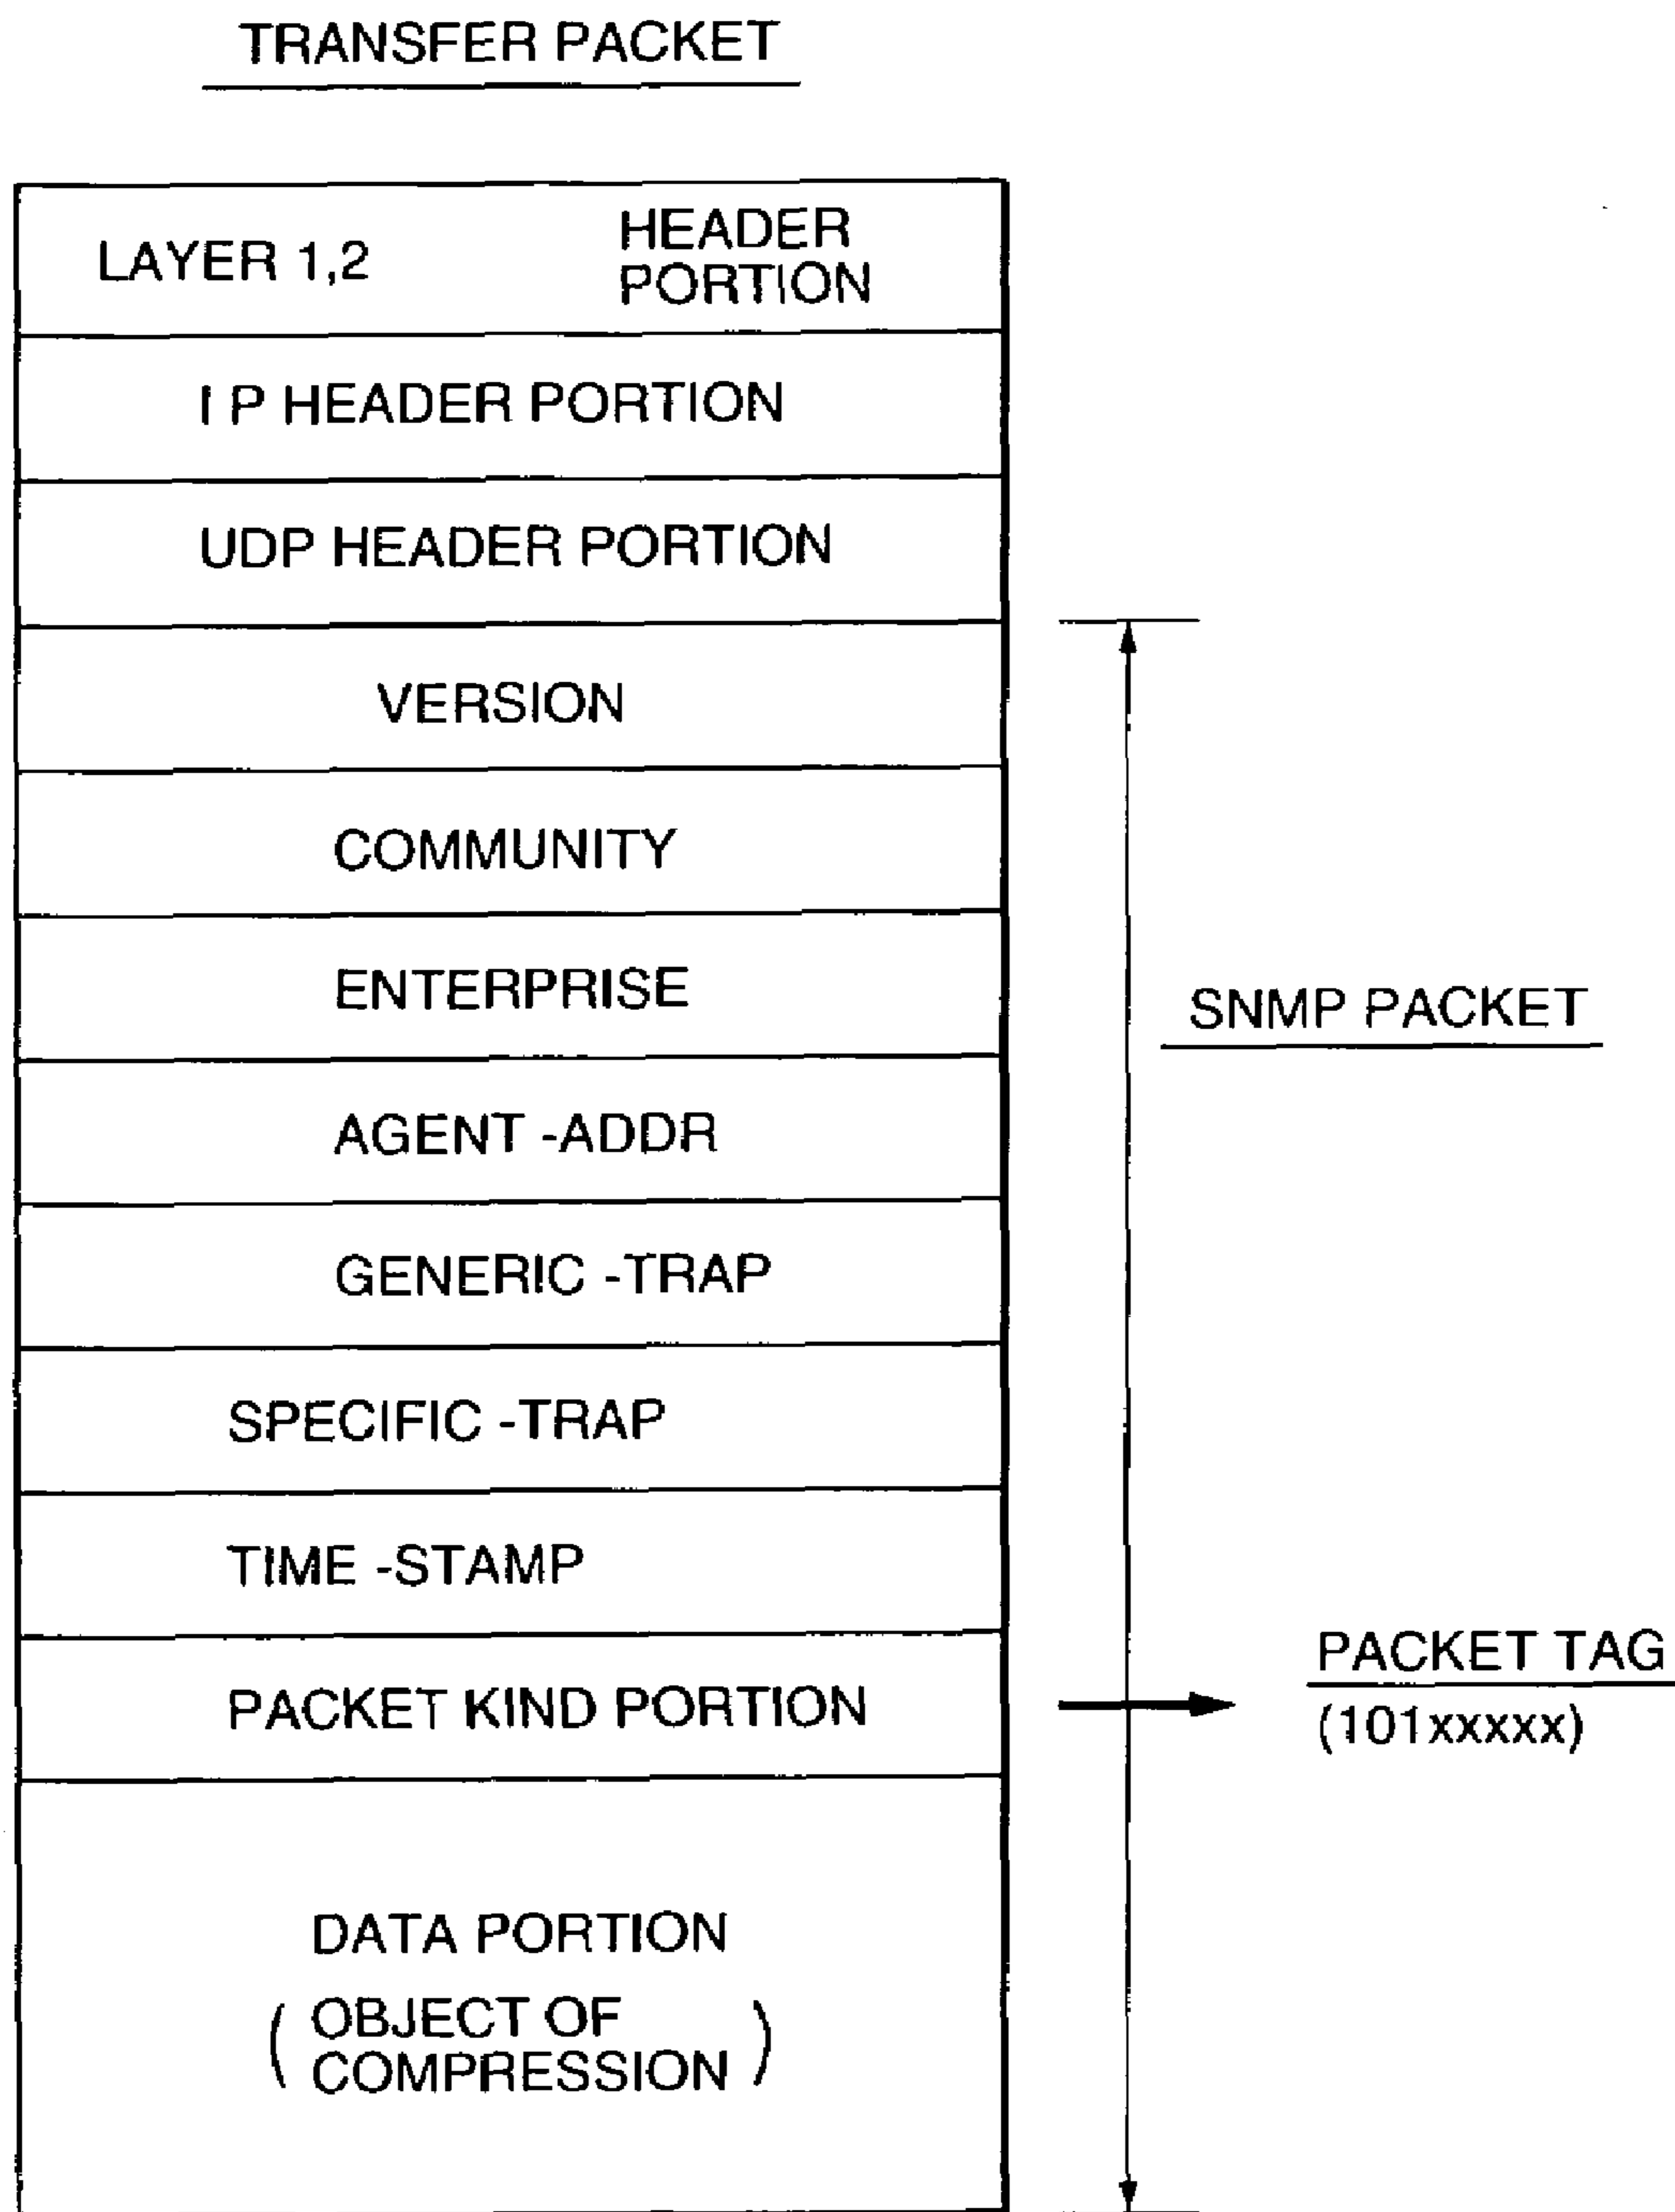 TRANSFER PACKET
LAYER 1,2 HEADER
PORTION
I P HEADER PORTION
UDP HEADER PORTION
VERSION
COMMUNITY
ENTERPRISE
SNMP PACKET
AGENT -ADDR
GENERIC -TRAP
SPECIFIC -TRAP
TIME -STAMP
PACKET KIND PORTION
PACKET TAG
(101xxxxx)
DATA PORTION
( OBJECT OF
COMPRESSION )